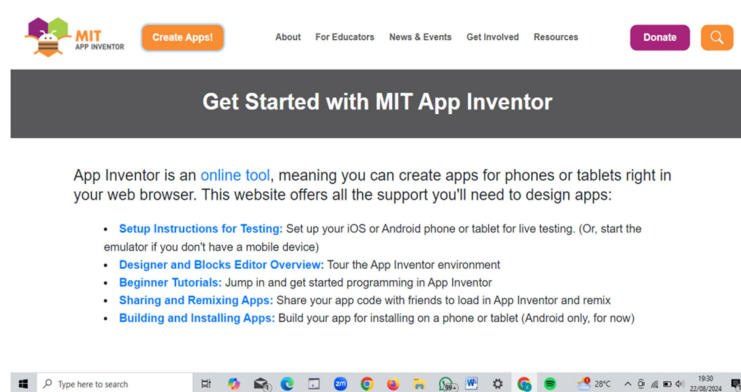 MIT
APP INVENTOR
Create Apps!
About For Educators News & Events Get Involved Resources
Donate
Get Started with MIT App Inventor
App Inventor is an online tool, meaning you can create apps for phones or tablets right in
your web browser. This website offers all the support you'll need to design apps:
• Setup Instructions for Testing: Set up your iOS or Android phone or tablet for live testing. (Or, start the
emulator if you don't have a mobile device)
• Designer and Blocks Editor Overview: Tour the App Inventor environment
• Beginner Tutorials: Jump in and get started programming in App Inventor
• Sharing and Remixing Apps: Share your app code with friends to load in App Inventor and remix
• Building and Installing Apps: Build your app for installing on a phone or tablet (Android only, for now)
Type here to search
zm
99+
W
28°C
19:30
22/08/2024